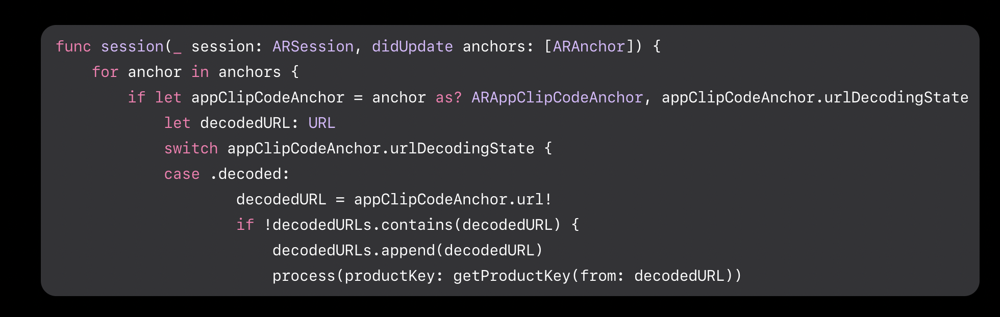 func session(_ session: ARSession, didUpdate anchors: [ARAnchor]) {
    for anchor in anchors {
        if let appClipCodeAnchor = anchor as? ARAppClipCodeAnchor, appClipCodeAnchor.urlDecodingState
            let decodedURL: URL
            switch appClipCodeAnchor.urlDecodingState {
            case .decoded:
                    decodedURL = appClipCodeAnchor.url!
                    if !decodedURLs.contains(decodedURL) {
                        decodedURLs.append(decodedURL)
                        process(productKey: getProductKey(from: decodedURL))